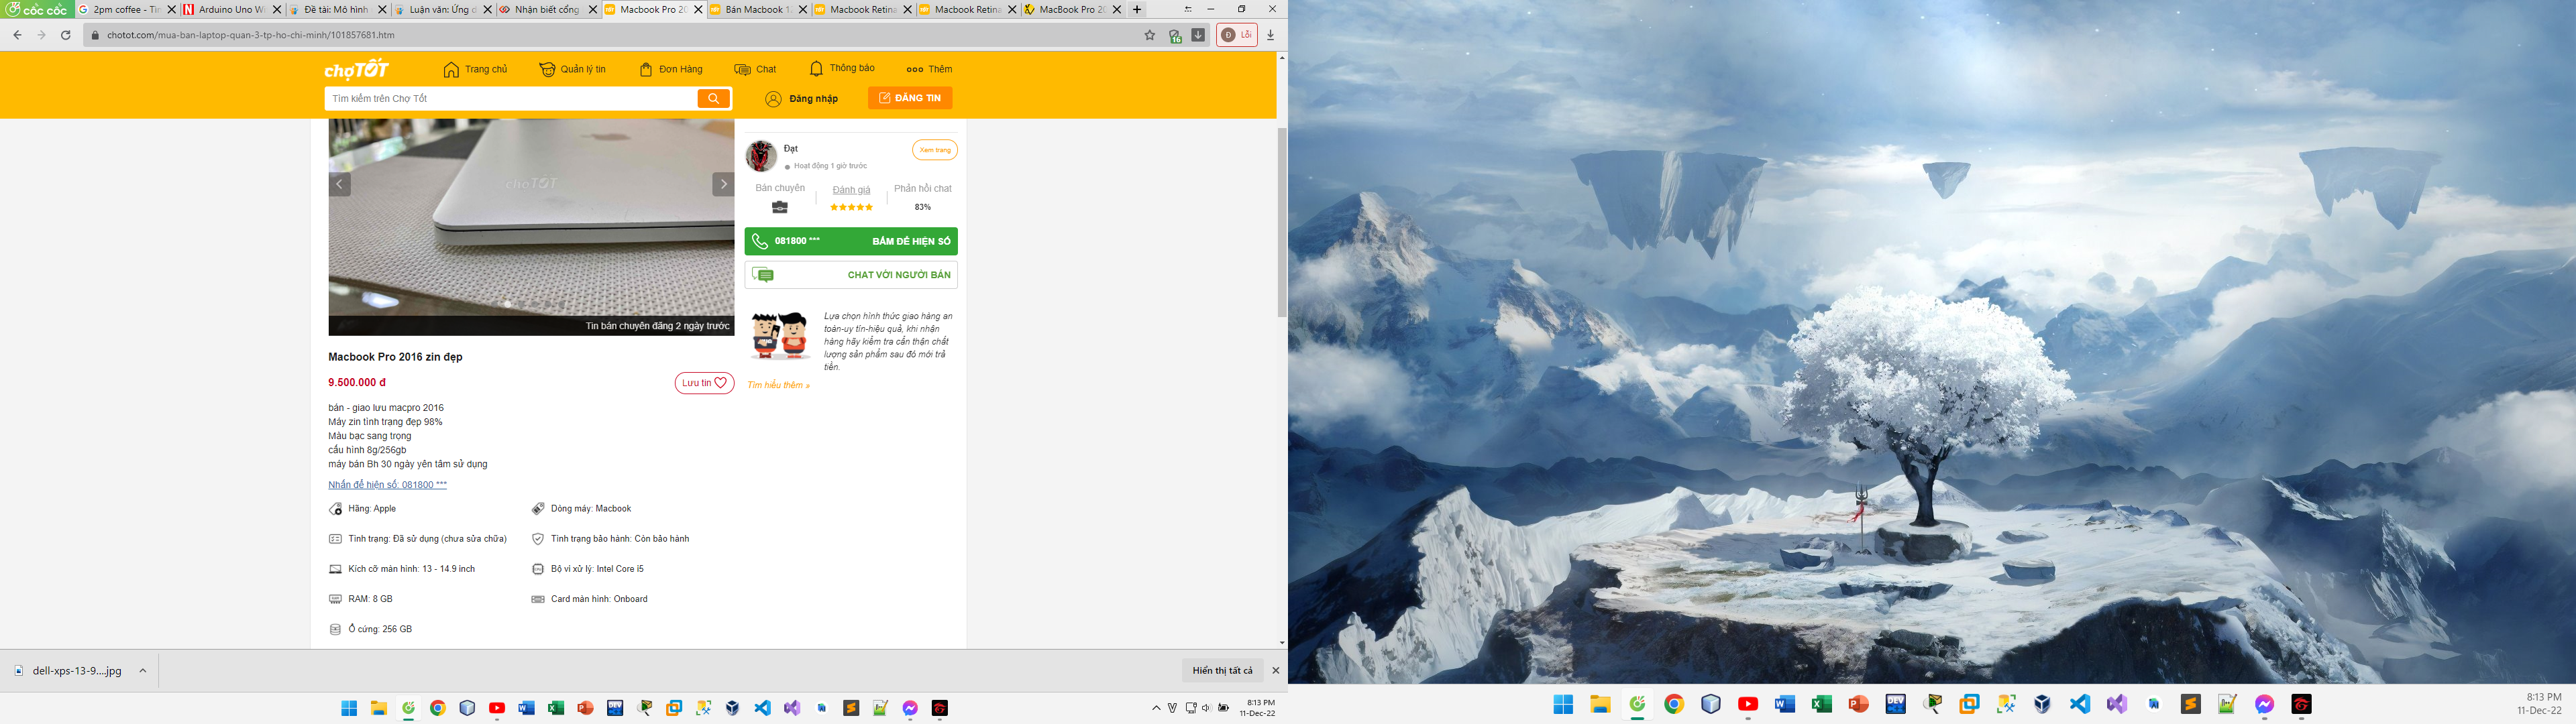 cốc cốc
2pm coffee - Tìn
Arduino Uno Wi
Đề tài: Mô hình
Luận văn: Ứng d
Nhận biết cổng
Macbook Pro 20
Bán Macbook 12
Macbook Retina
Macbook Retina
MacBook Pro 20
chotot.com/mua-ban-laptop-quan-3-tp-ho-chi-minh/101857681.htm
16
Đ Lỗi
chợTỐT
Trang chủ
Quản lý tin
Đơn Hàng
Chat
Thông báo
Thêm
Tìm kiếm trên Chợ Tốt
Đăng nhập
ĐĂNG TIN
chợTỐT
Tin bán chuyên đăng 2 ngày trước
Đạt
Hoạt động 1 giờ trước
Xem trang
Bán chuyên
Đánh giá
Phản hồi chat
83%
081800 *** BẤM ĐỂ HIỆN SỐ
CHAT VỚI NGƯỜI BÁN
Lựa chọn hình thức giao hàng an
toàn-uy tín-hiệu quả, khi nhận
hàng hãy kiểm tra cẩn thận chất
lượng sản phẩm sau đó mới trả
tiền.
Tìm hiểu thêm »
Macbook Pro 2016 zin đẹp
9.500.000 đ
Lưu tin
bán - giao lưu macpro 2016
Máy zin tình trạng đẹp 98%
Màu bạc sang trọng
cấu hình 8g/256gb
máy bán Bh 30 ngày yên tâm sử dụng
Nhấn để hiện số: 081800 ***
Hãng: Apple
Dòng máy: Macbook
Tình trạng: Đã sử dụng (chưa sửa chữa)
Tình trạng bảo hành: Còn bảo hành
Kích cỡ màn hình: 13 - 14.9 inch
Bộ vi xử lý: Intel Core i5
RAM: 8 GB
Card màn hình: Onboard
Ổ cứng: 256 GB
dell-xps-13-9....jpg
Hiển thị tất cả
8:13 PM
11-Dec-22
8:13 PM
11-Dec-22